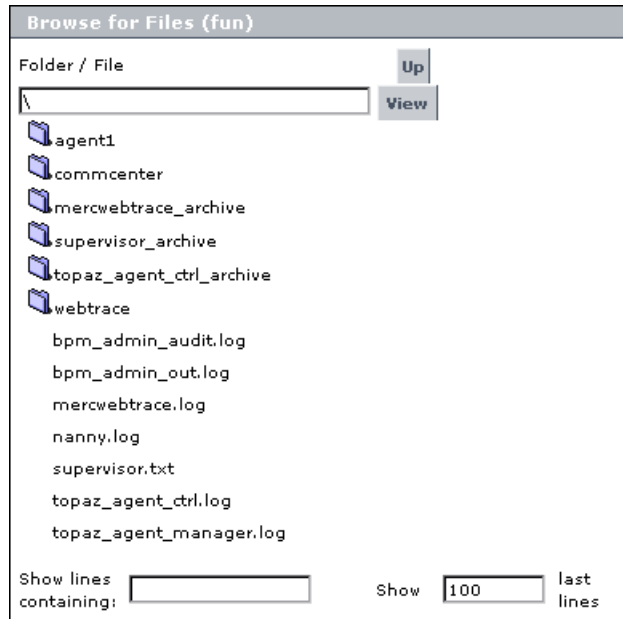 Browse for Files (fun)
Folder / File
Up
\
View
agent1
commcenter
mercwebtrace_archive
supervisor_archive
topaz_agent_ctrl_archive
webtrace
bpm_admin_audit.log
bpm_admin_out.log
mercwebtrace.log
nanny.log
supervisor.txt
topaz_agent_ctrl.log
topaz_agent_manager.log
Show lines
containing:
Show
100
last
lines